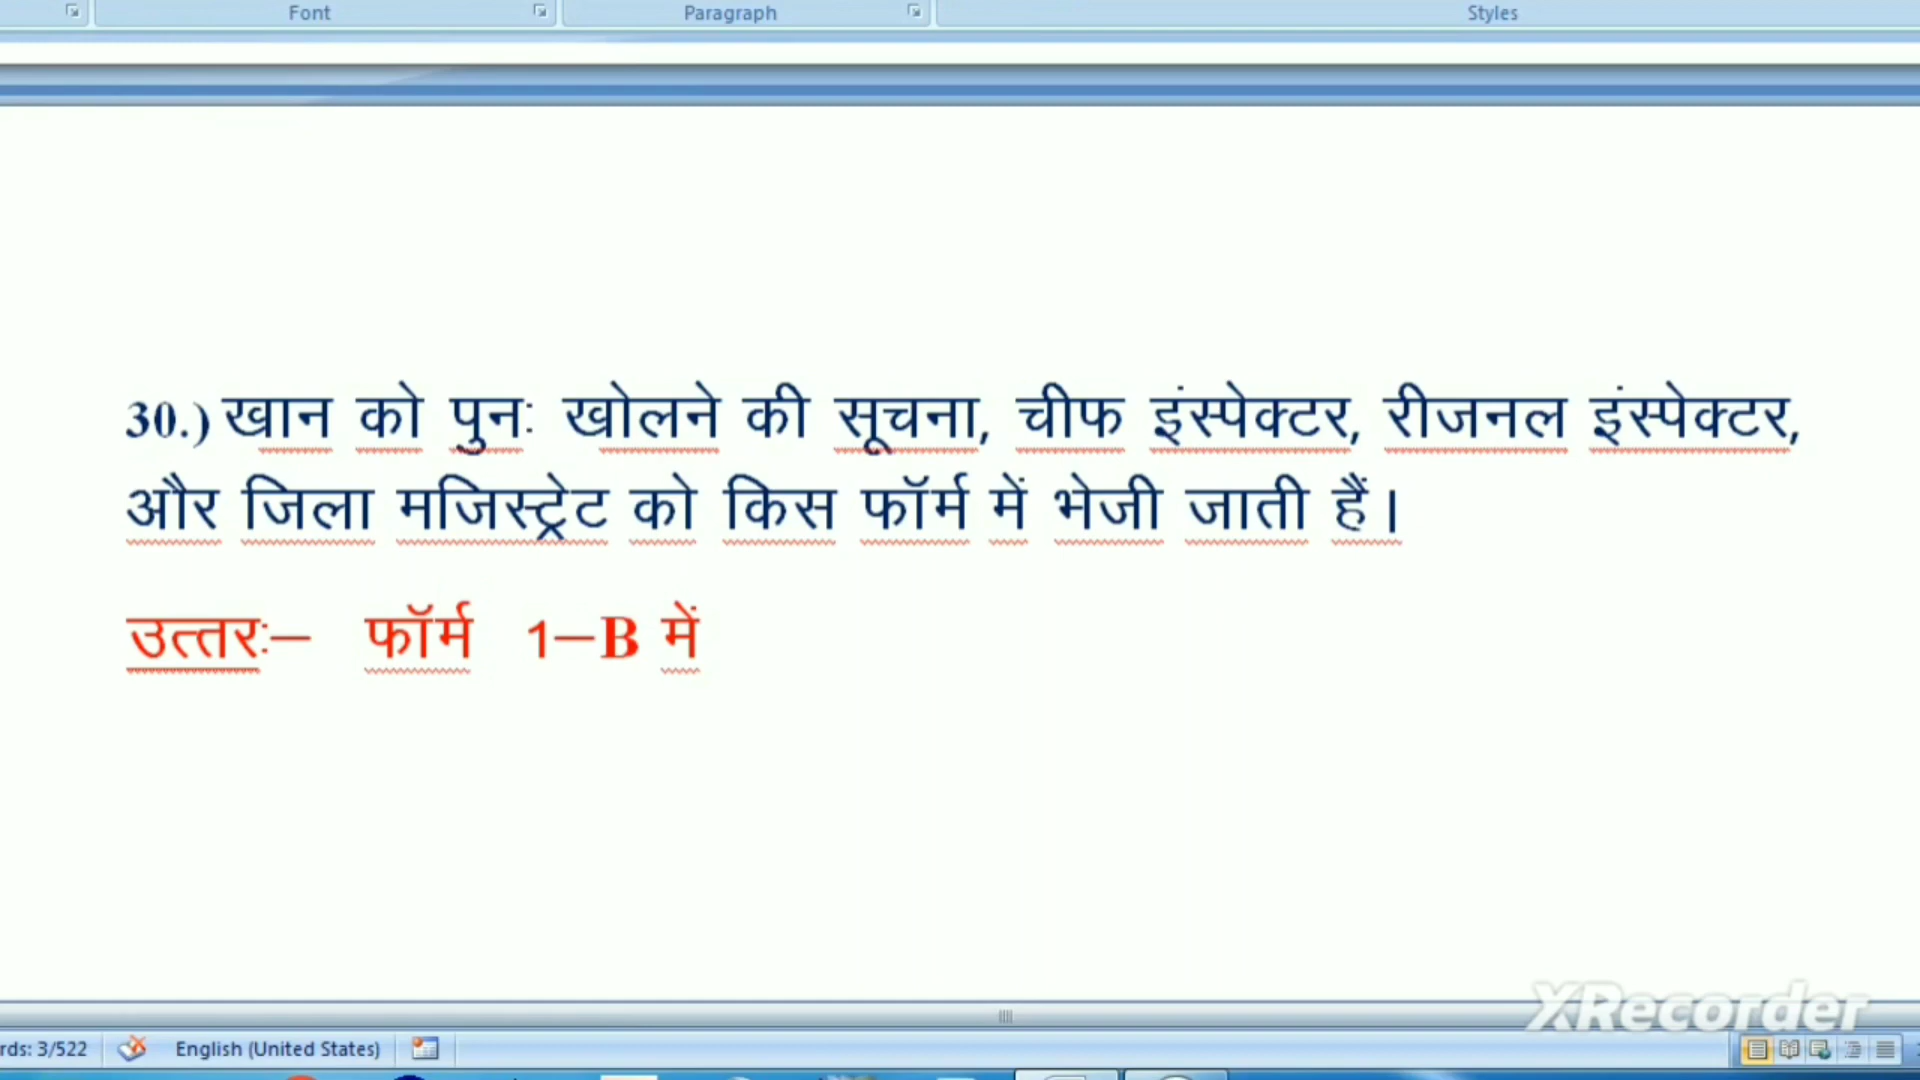 Font Paragraph Styles
30.) खान को पुनः खोलने की सूचना, चीफ इंस्पेक्टर, रीजनल इंस्पेक्टर,
और जिला मजिस्ट्रेट को किस फॉर्म में भेजी जाती हैं।
उत्तरः– फॉर्म 1–B में
XRecorder
rds: 3/522 English (United States)